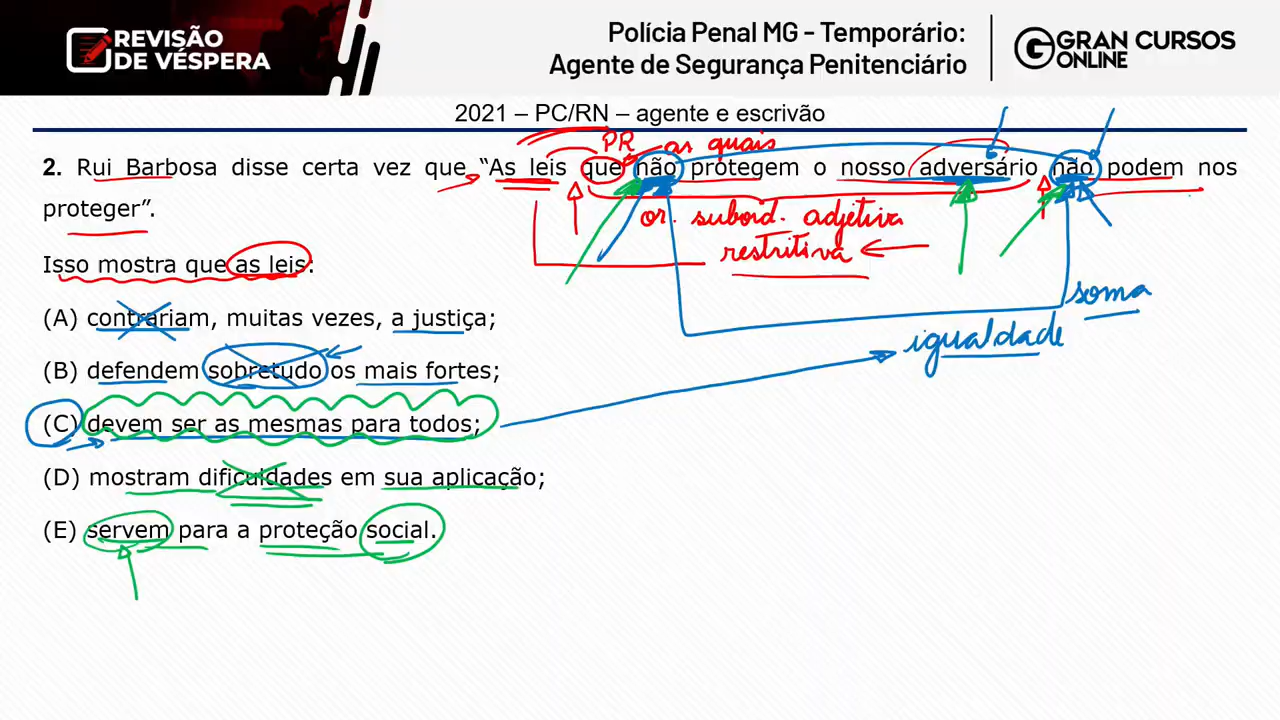 REVISÃO
DE VÉSPERA
Polícia Penal MG - Temporário:
Agente de Segurança Penitenciário
G GRAN CURSOS
ONLINE
2021 – PC/RN – agente e escrivão
PR as quais
2. Rui Barbosa disse certa vez que “As leis que não protegem o nosso adversário não podem nos
proteger”.
or. subord. adjetiva
restritiva
Isso mostra que as leis:
soma
(A) contrariam, muitas vezes, a justiça;
igualdade
(B) defendem sobretudo os mais fortes;
(C) devem ser as mesmas para todos;
(D) mostram dificuldades em sua aplicação;
(E) servem para a proteção social.